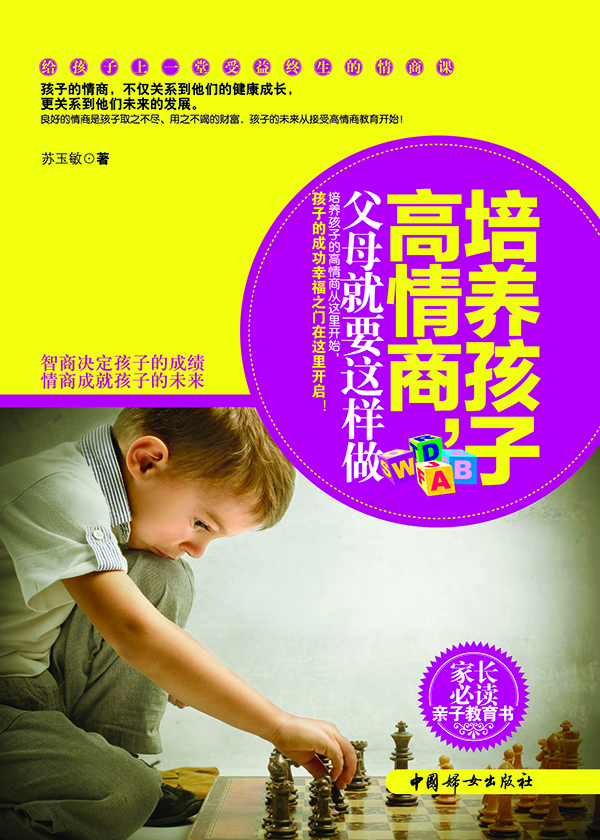 给孩子上一堂受益终生的情商课
孩子的情商，不仅关系到他们的健康成长，
更关系到他们未来的发展。
良好的情商是孩子取之不尽、用之不竭的财富，孩子的未来从接受高情商教育开始！
苏玉敏⊙著
培养孩子
高情商，
父母就要这样做
培养孩子的高情商从这里开始，
孩子的成功幸福之门在这里开启！
智商决定孩子的成绩
情商成就孩子的未来
S W D A B
家长
必读
亲子教育书
中国妇女出版社